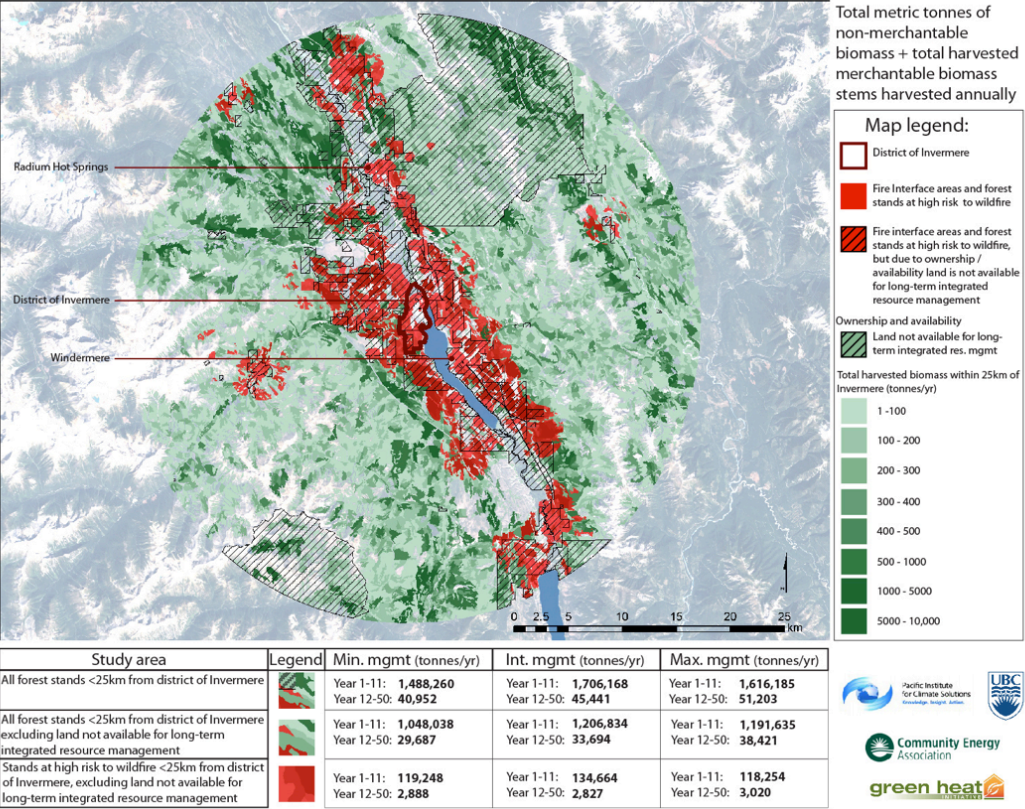 Total metric tonnes of
non-merchantable
biomass + total harvested
merchantable biomass
stems harvested annually
Map legend:
District of Invermere
Fire Interface areas and forest
stands at high risk to wildfire
Fire interface areas and forest
stands at high risk to wildfire,
but due to ownership /
availability land is not available
for long-term integrated
resource management
Ownership and availability
Land not available for long-
term integrated res. mgmt
Total harvested biomass within 25km of
Invermere (tonnes/yr)
1 -100
100 - 200
200 - 300
300 - 400
400 - 500
500 - 1000
1000 - 5000
5000 - 10,000
Radium Hot Springs
District of Invermere
Windermere
0 2.5 5 10 15 20 25
km
Study area Legend Min. mgmt (tonnes/yr) Int. mgmt (tonnes/yr) Max. mgmt (tonnes/yr)
All forest stands <25km from district of Invermere
Year 1-11: 1,488,260 Year 1-11: 1,706,168 Year 1-11: 1,616,185
Year 12-50: 40,952 Year 12-50: 45,441 Year 12-50: 51,203
All forest stands <25km from district of Invermere
excluding land not available for long-term
integrated resource management
Year 1-11: 1,048,038 Year 1-11: 1,206,834 Year 1-11: 1,191,635
Year 12-50: 29,687 Year 12-50: 33,694 Year 12-50: 38,421
Stands at high risk to wildfire <25km from district
of Invermere, excluding land not available for
long-term integrated resource management
Year 1-11: 119,248 Year 1-11: 134,664 Year 1-11: 118,254
Year 12-50: 2,888 Year 12-50: 2,827 Year 12-50: 3,020
Pacific Institute
for Climate Solutions
Knowledge. Insight. Action.
UBC
Community Energy
Association
green heat
INITIATIVE